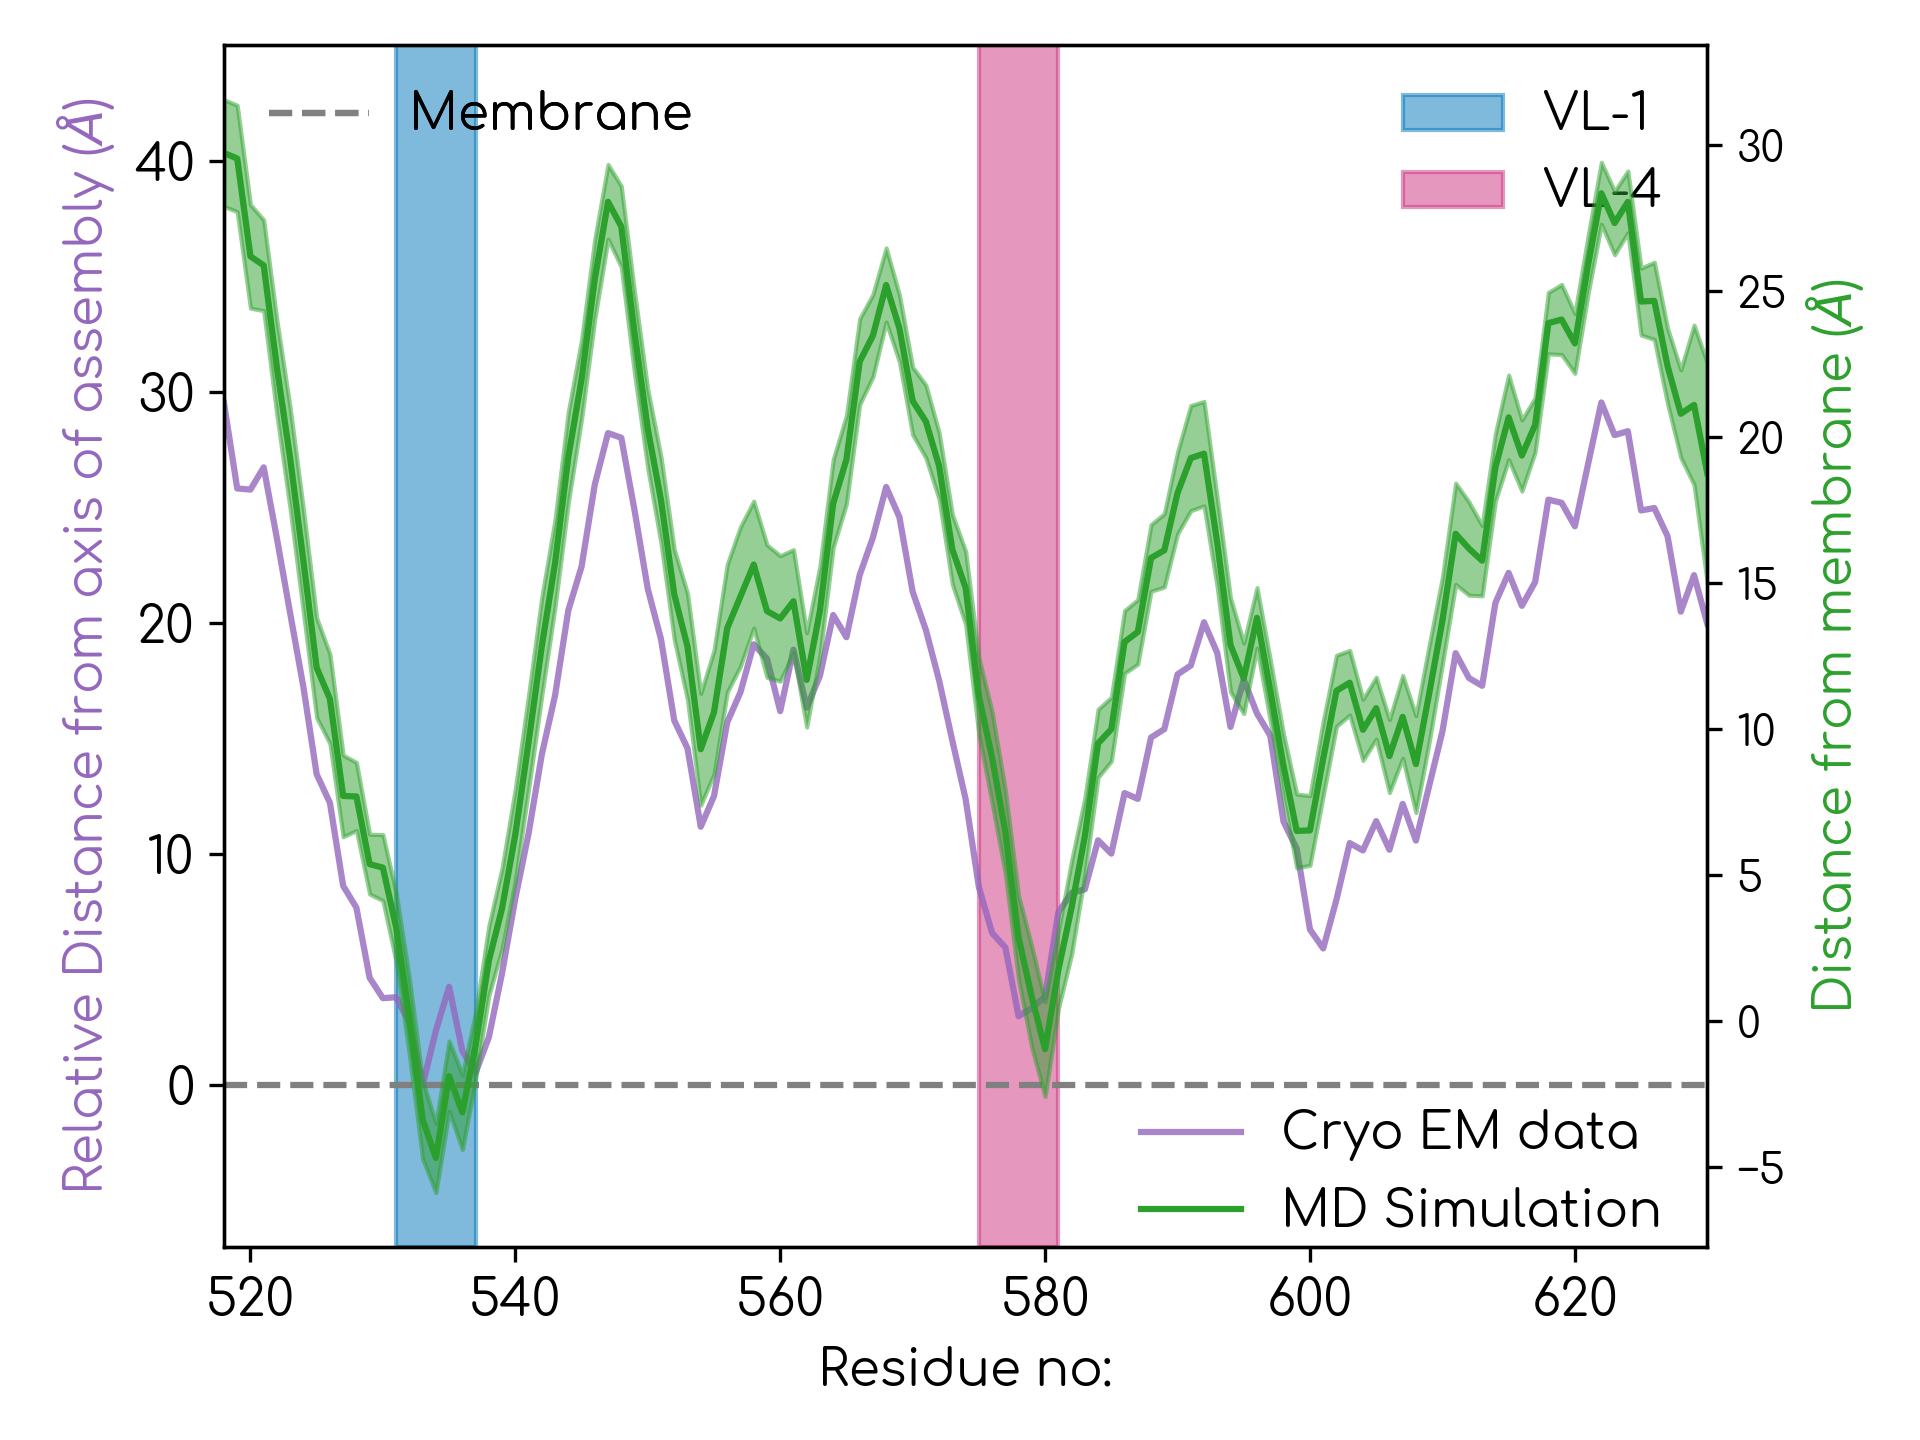 Membrane
VL-1
VL-4
Relative Distance from axis of assembly (Å)
40
30
20
10
0
30
25
20
15
10
5
0
−5
Distance from membrane (Å)
Cryo EM data
MD Simulation
520 540 560 580 600 620
Residue no: